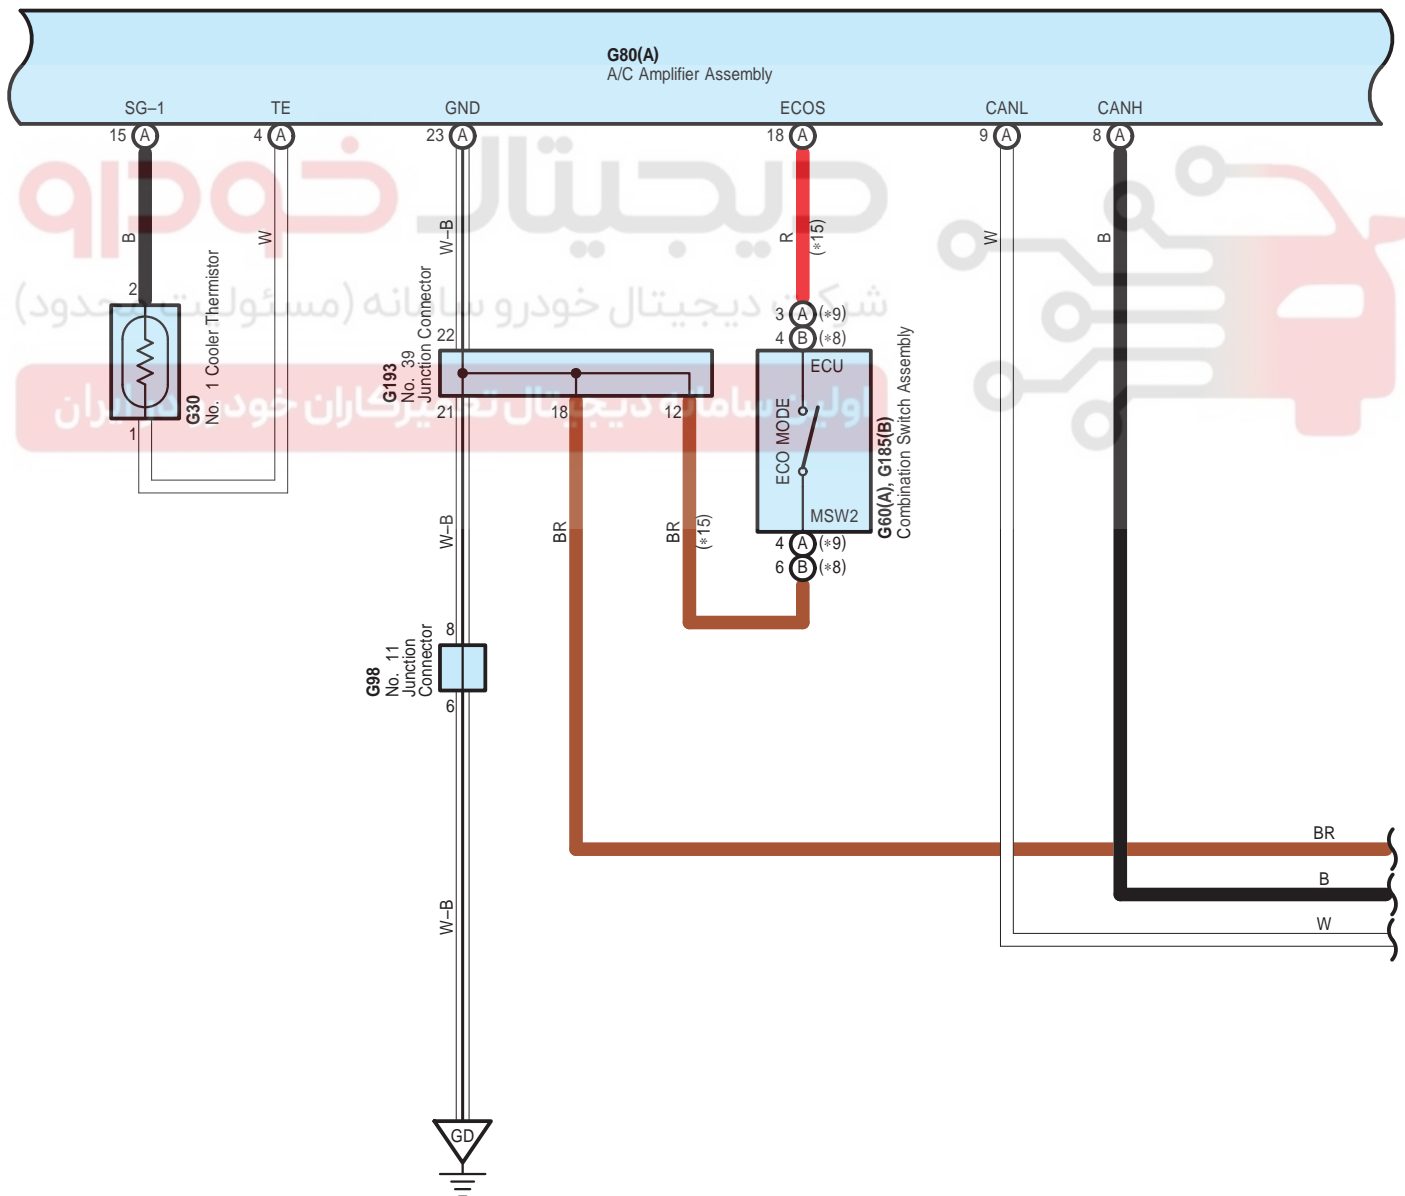 G80(A)
A/C Amplifier Assembly
SG–1
TE
GND
ECOS
CANL
CANH
15 A
4 A
23 A
18 A
9 A
8 A
دیجیتال خودرو
B
W
W–B
R
(*15)
W
B
شرکت دیجیتال خودرو سامانه (مسئولیت محدود)
2
G30
No. 1 Cooler Thermistor
1
22
G193
No. 39
Junction Connector
21
18
12
3 A (*9)
4 B (*8)
ECU
ECO MODE
MSW2
G60(A), G185(B)
Combination Switch Assembly
4 A (*9)
6 B (*8)
اولین سامانه دیجیتال تعمیرکاران خودرو در ایران
W–B
BR
BR
(*15)
8
G98
No. 11
Junction
Connector
6
BR
B
W
W–B
GD